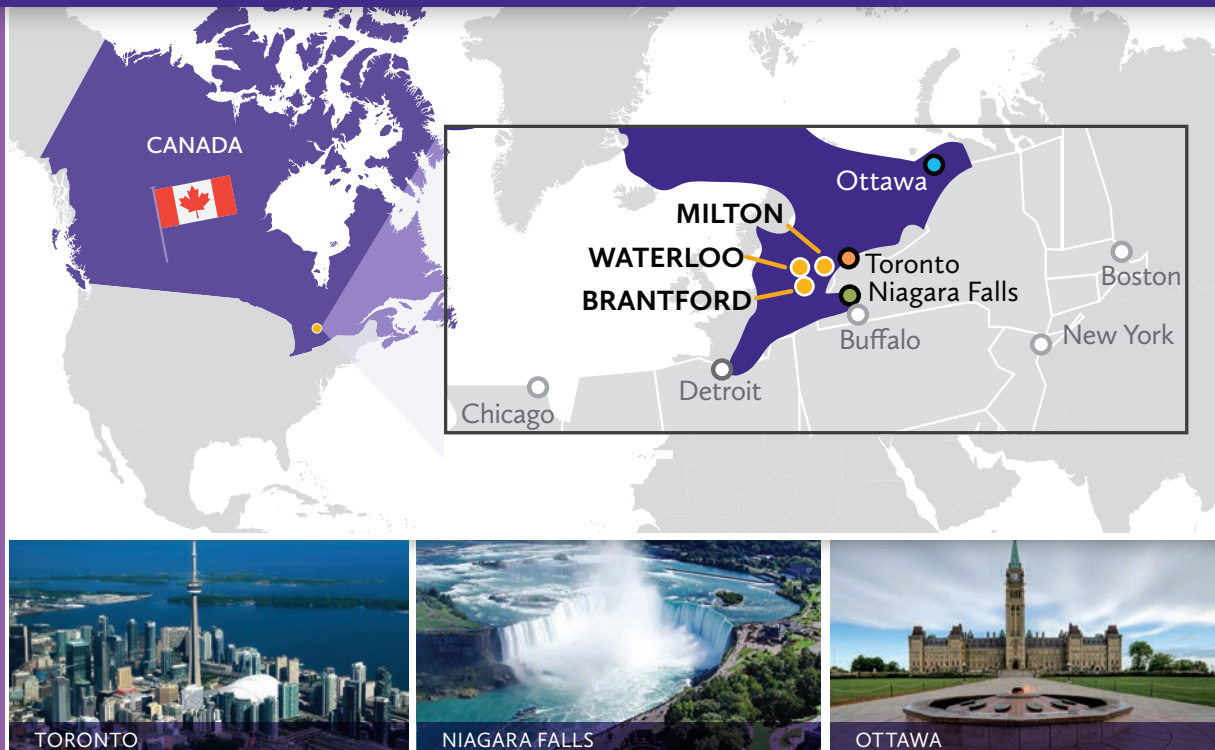 CANADA
Ottawa
MILTON
WATERLOO
Toronto
BRANTFORD
Niagara Falls
Boston
Buffalo
New York
Detroit
Chicago
TORONTO
NIAGARA FALLS
OTTAWA